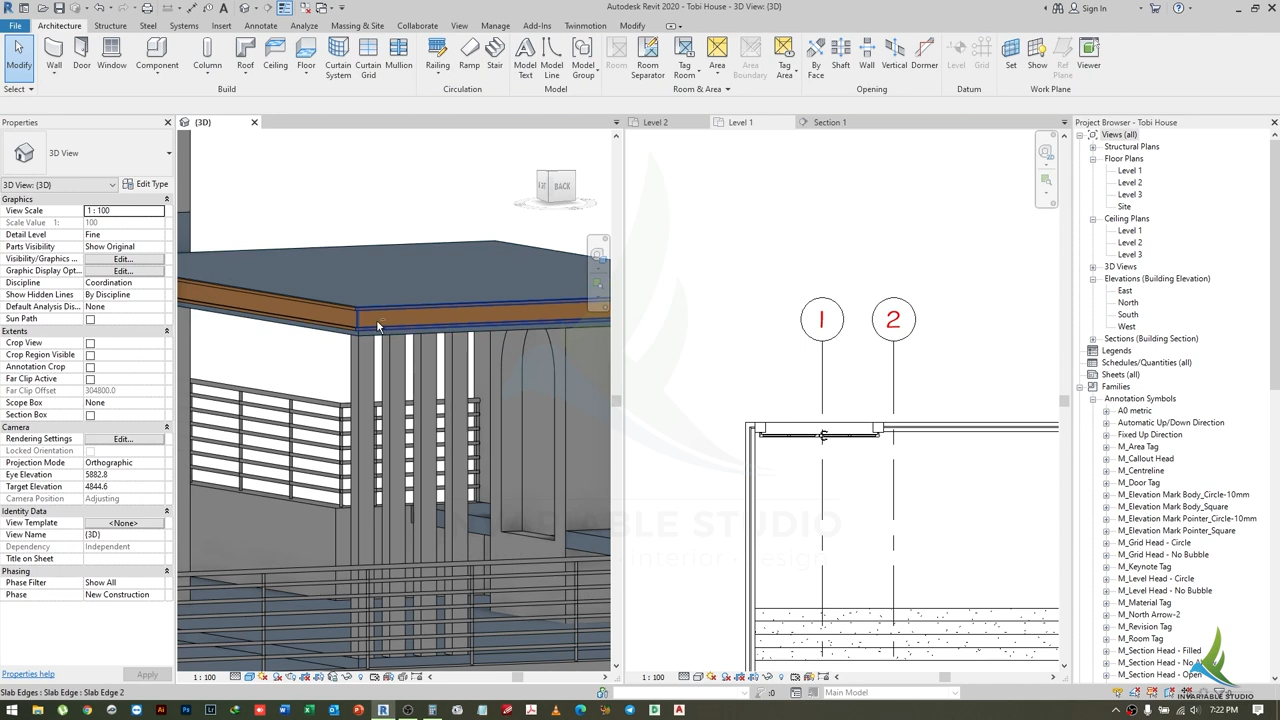 Autodesk Revit 2020 - Tobi House - 3D View: {3D}
Sign In
File Architecture Structure Steel Systems Insert Annotate Analyze Massing & Site Collaborate View Manage Add-Ins Twinmotion Modify
Modify Wall Door Window Component Column Roof Ceiling Floor Curtain System Curtain Grid Mullion Railing Ramp Stair Model Text Model Line Model Group Room Room Separator Tag Room Area Area Boundary Tag Area By Face Shaft Wall Vertical Dormer Level Grid Set Show Ref Plane Viewer
Select Build Circulation Model Room & Area Opening Datum Work Plane
Properties
3D View
3D View: {3D} Edit Type
Graphics
View Scale 1 : 100
Scale Value 1: 100
Detail Level Fine
Parts Visibility Show Original
Visibility/Graphics ... Edit...
Graphic Display Opt... Edit...
Discipline Coordination
Show Hidden Lines By Discipline
Default Analysis Dis... None
Sun Path
Extents
Crop View
Crop Region Visible
Annotation Crop
Far Clip Active
Far Clip Offset 304800.0
Scope Box None
Section Box
Camera
Rendering Settings Edit...
Locked Orientation
Projection Mode Orthographic
Eye Elevation 5882.8
Target Elevation 4844.6
Camera Position Adjusting
Identity Data
View Template <None>
View Name {3D}
Dependency Independent
Title on Sheet
Phasing
Phase Filter Show All
Phase New Construction
Properties help Apply
{3D}
BACK
1 : 100
Level 2 Level 1 Section 1
1 2
1 : 100
Project Browser - Tobi House
Views (all)
Structural Plans
Floor Plans
Level 1
Level 2
Level 3
Site
Ceiling Plans
Level 1
Level 2
Level 3
3D Views
Elevations (Building Elevation)
East
North
South
West
Sections (Building Section)
Legends
Schedules/Quantities (all)
Sheets (all)
Families
Annotation Symbols
A0 metric
Automatic Up/Down Direction
Fixed Up Direction
M_Area Tag
M_Callout Head
M_Centreline
M_Door Tag
M_Elevation Mark Body_Circle-10mm
M_Elevation Mark Body_Square
M_Elevation Mark Pointer_Circle-10mm
M_Elevation Mark Pointer_Square
M_Grid Head - Circle
M_Grid Head - No Bubble
M_Keynote Tag
M_Level Head - Circle
M_Level Head - No Bubble
M_Material Tag
M_North Arrow-2
M_Revision Tag
M_Room Tag
M_Section Head - Filled
M_Section Head - No
M_Section Head - Open
INVARIABLE STUDIO
Slab Edges : Slab Edge : Slab Edge 2
:0 Main Model
7:22 PM